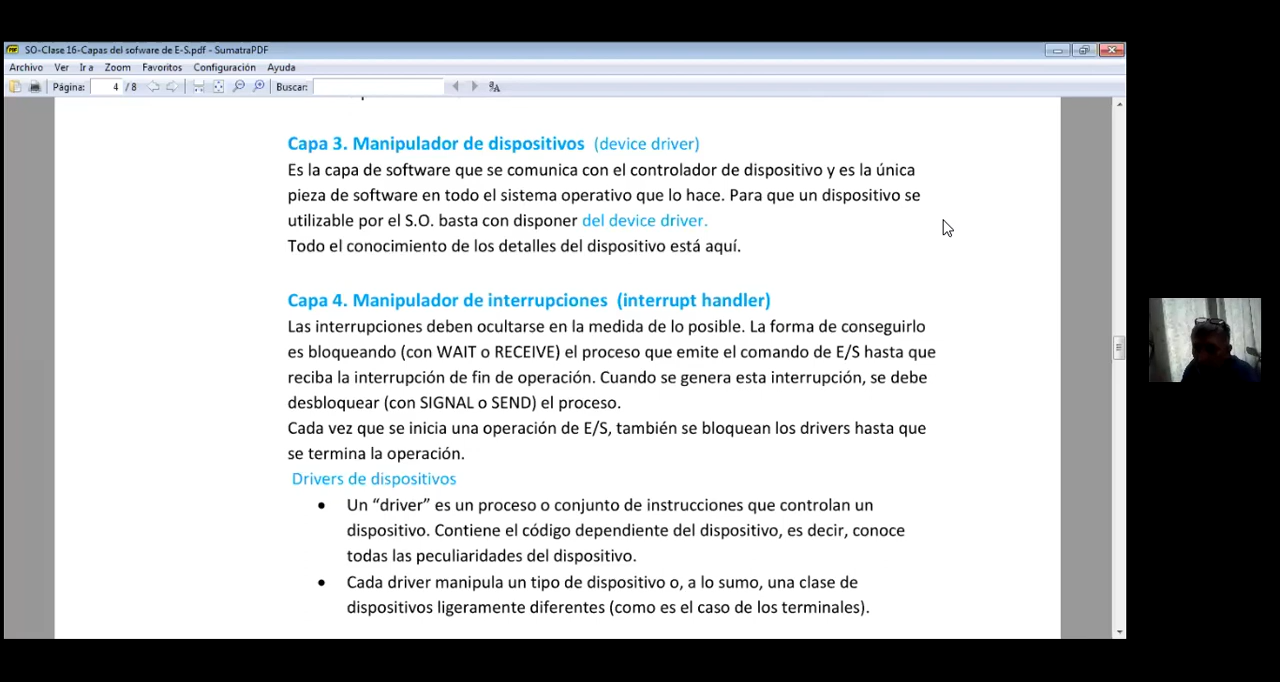 SO-Clase 16-Capas del sofware de E-S.pdf - SumatraPDF
Archivo Ver Ir a Zoom Favoritos Configuración Ayuda
Página: 4 / 8 Buscar:
Capa 3. Manipulador de dispositivos (device driver)
Es la capa de software que se comunica con el controlador de dispositivo y es la única
pieza de software en todo el sistema operativo que lo hace. Para que un dispositivo se
utilizable por el S.O. basta con disponer del device driver.
Todo el conocimiento de los detalles del dispositivo está aquí.
Capa 4. Manipulador de interrupciones (interrupt handler)
Las interrupciones deben ocultarse en la medida de lo posible. La forma de conseguirlo
es bloqueando (con WAIT o RECEIVE) el proceso que emite el comando de E/S hasta que
reciba la interrupción de fin de operación. Cuando se genera esta interrupción, se debe
desbloquear (con SIGNAL o SEND) el proceso.
Cada vez que se inicia una operación de E/S, también se bloquean los drivers hasta que
se termina la operación.
Drivers de dispositivos
• Un “driver” es un proceso o conjunto de instrucciones que controlan un
dispositivo. Contiene el código dependiente del dispositivo, es decir, conoce
todas las peculiaridades del dispositivo.
• Cada driver manipula un tipo de dispositivo o, a lo sumo, una clase de
dispositivos ligeramente diferentes (como es el caso de los terminales).